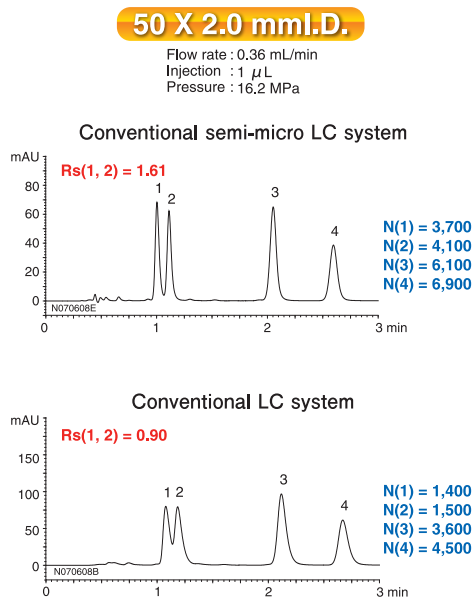 50 X 2.0 mmI.D.
Flow rate : 0.36 mL/min
Injection : 1 μL
Pressure : 16.2 MPa
Conventional semi-micro LC system
mAU
Rs(1, 2) = 1.61
80
60
40
20
0
1
2
3
4
N(1) = 3,700
N(2) = 4,100
N(3) = 6,100
N(4) = 6,900
N070608E
0 1 2 3 min
Conventional LC system
mAU
Rs(1, 2) = 0.90
150
100
50
0
1 2
3
4
N(1) = 1,400
N(2) = 1,500
N(3) = 3,600
N(4) = 4,500
N070608B
0 1 2 3 min